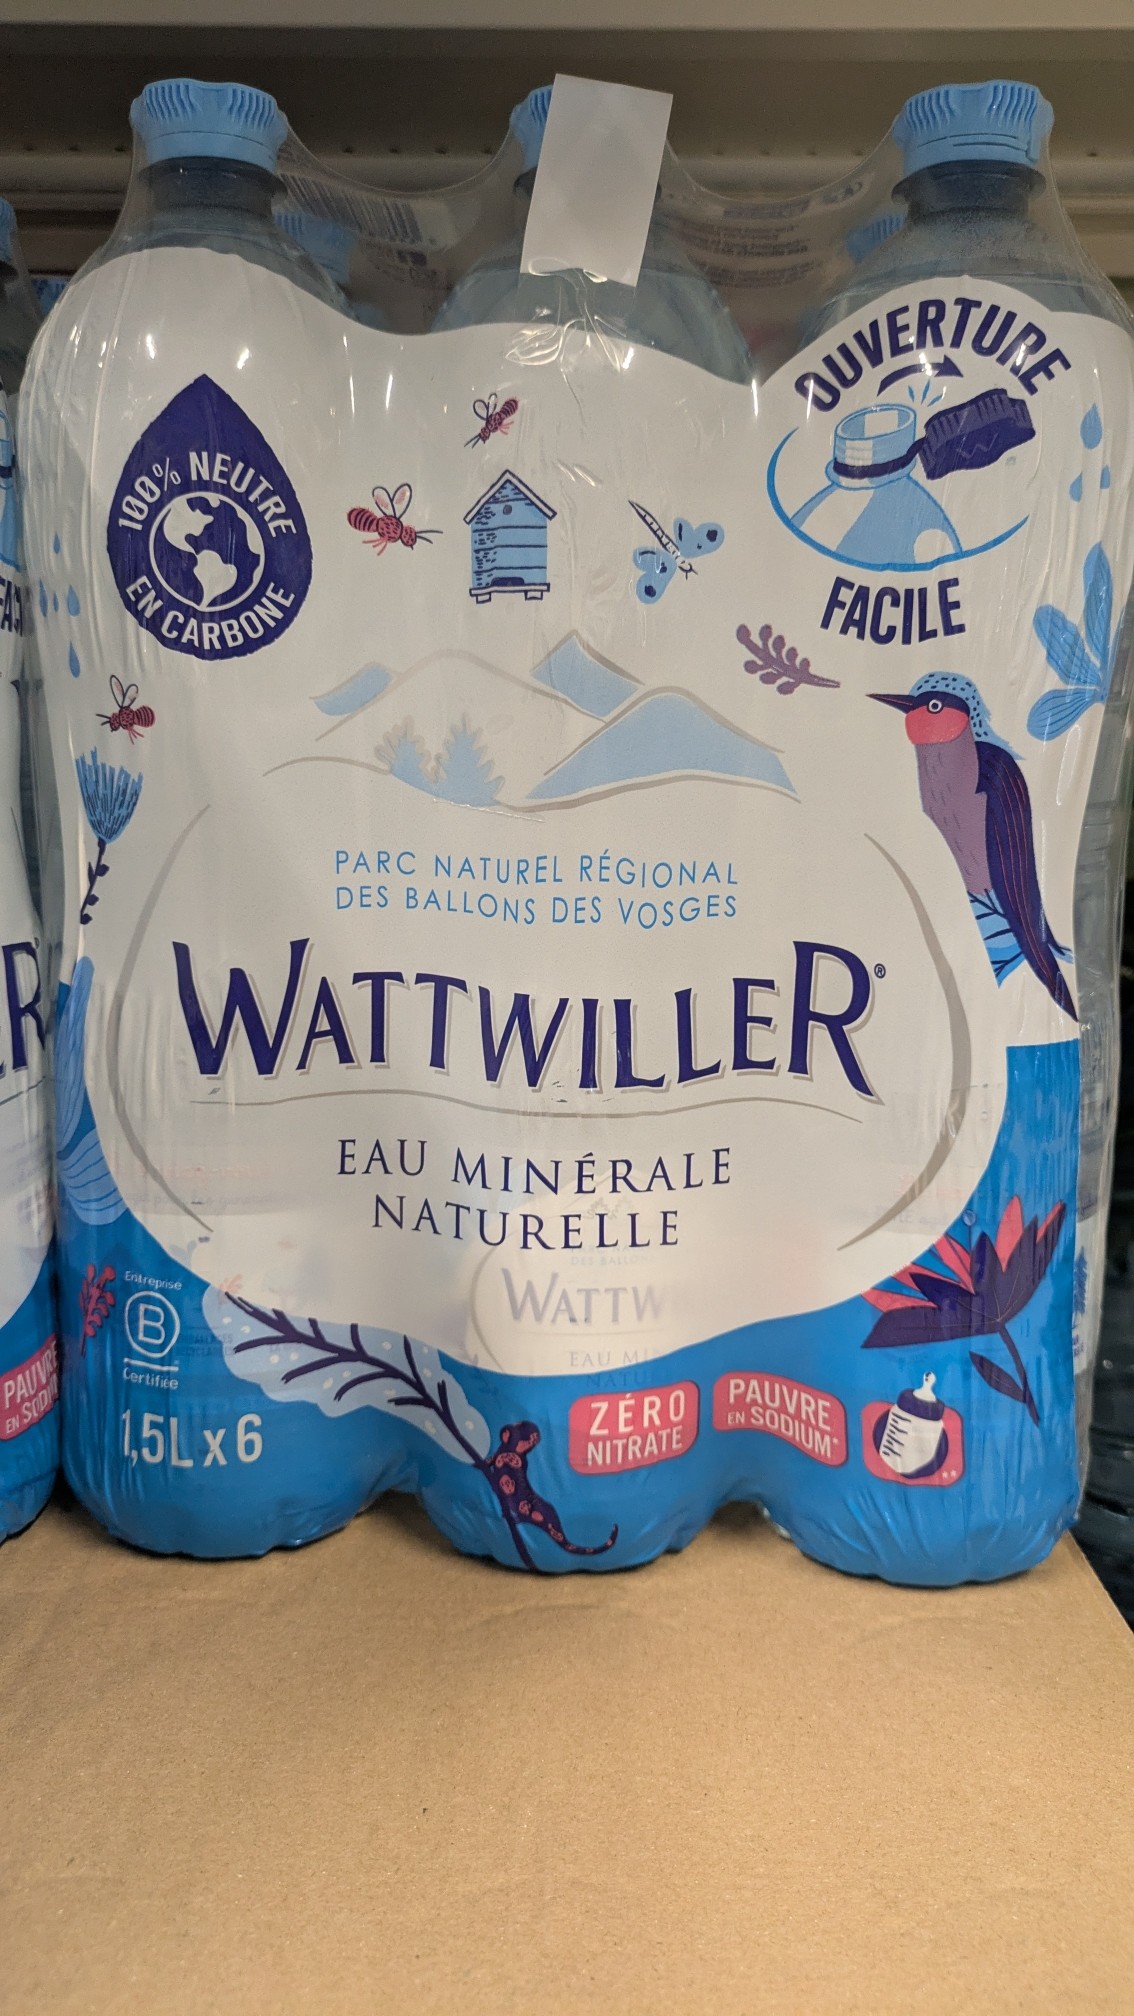 OUVERTURE
FACILE
100% NEUTRE
EN CARBONE
PARC NATUREL RÉGIONAL
DES BALLONS DES VOSGES
WATTWILLER®
EAU MINÉRALE
NATURELLE
WATTW
EAU MI
Entreprise
B
Certifiée
1,5L x 6
ZÉRO
NITRATE
PAUVRE
EN SODIUM*
**
PAUVRE
EN SODIU